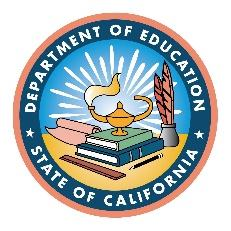 DEPARTMENT OF EDUCATION
STATE OF CALIFORNIA